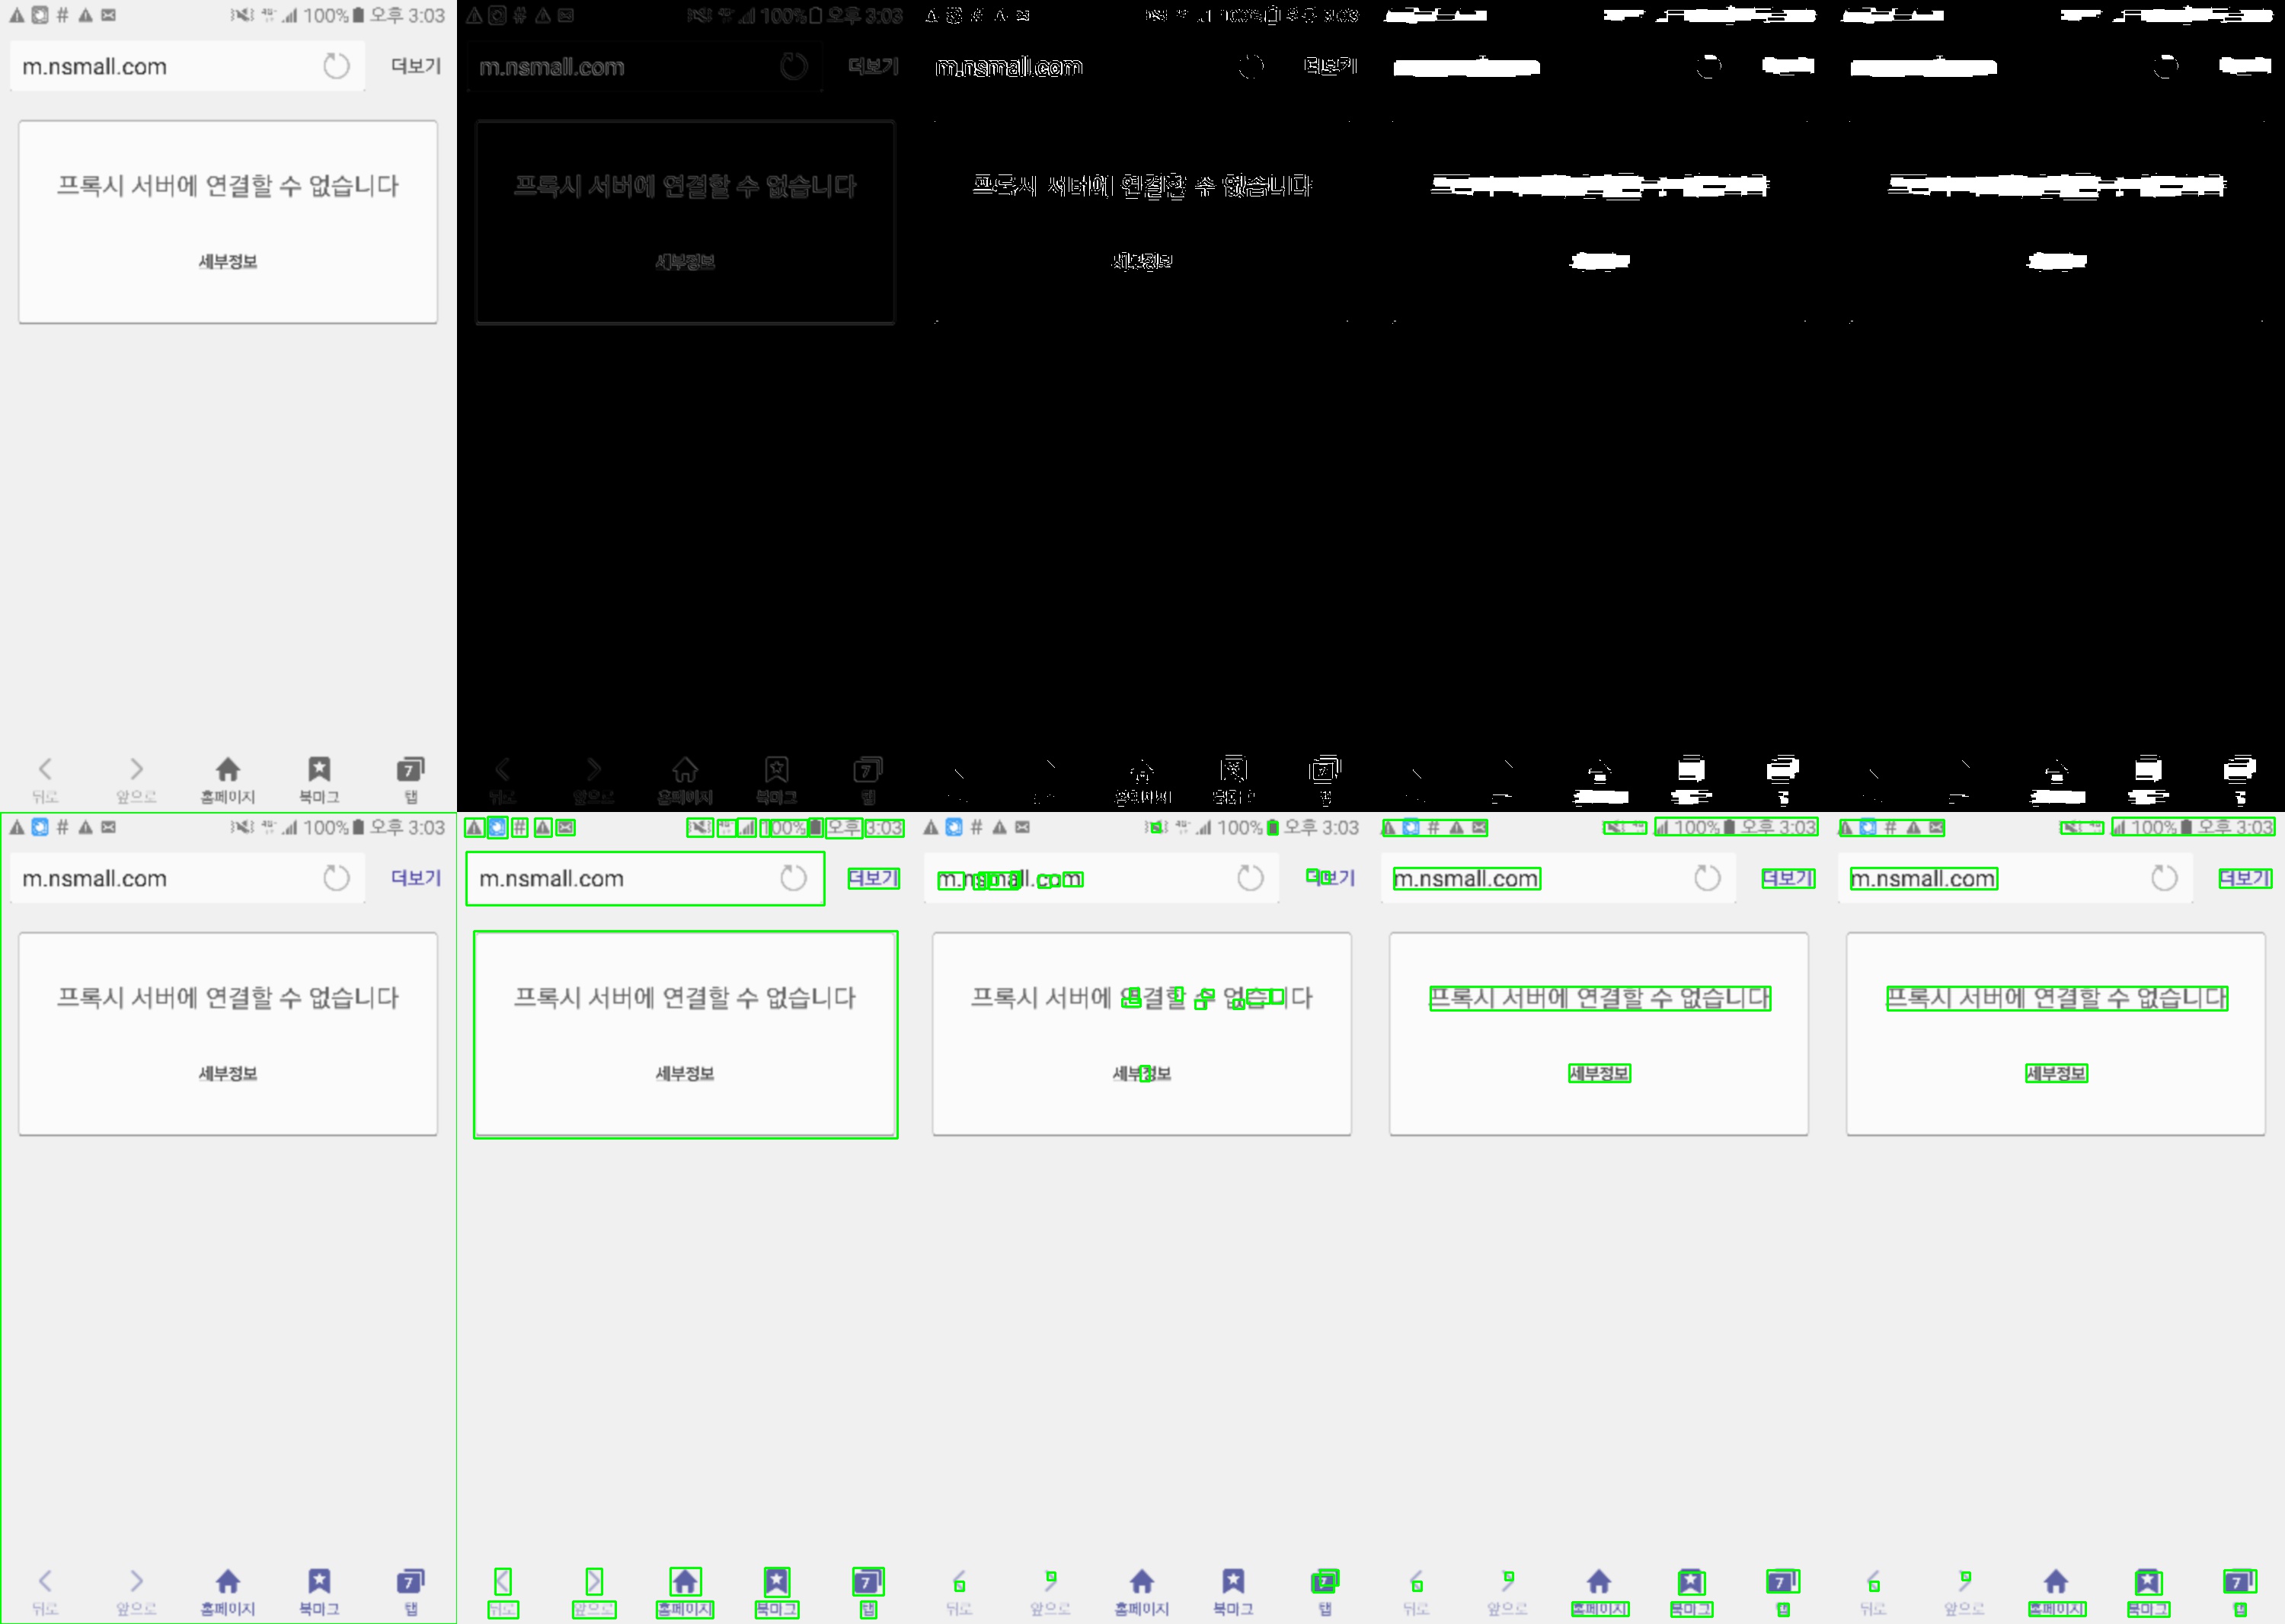 # 100% 오후 3:03
m.nsmall.com 더보기
프록시 서버에 연결할 수 없습니다
세부정보
7
뒤로 앞으로 홈페이지 북마크 탭
# 100% 오후 3:03
m.nsmall.com 더보기
프록시 서버에 연결할 수 없습니다
세부정보
7
뒤로 앞으로 홈페이지 북마크 탭
# 100% 오후 3:03
m.nsmall.com 더보기
프록시 서버에 연결할 수 없습니다
세부정보
# 100% 오후 3:03
m.nsmall.com 더보기
프록시 서버에 연결할 수 없습니다
세부정보
7
뒤로 앞으로 홈페이지 북마크 탭
# 100% 오후 3:03
m.nsmall.com 더보기
프록시 서버에 연결할 수 없습니다
세부정보
7
뒤로 앞으로 홈페이지 북마크 탭
# 100% 오후 3:03
m.nsmall.com 더보기
프록시 서버에 연결할 수 없습니다
세부정보
7
뒤로 앞으로 홈페이지 북마크 탭
# 100% 오후 3:03
m.nsmall.com 더보기
프록시 서버에 연결할 수 없습니다
세부정보
7
뒤로 앞으로 홈페이지 북마크 탭
# 100% 오후 3:03
m.nsmall.com 더보기
프록시 서버에 연결할 수 없습니다
세부정보
7
뒤로 앞으로 홈페이지 북마크 탭